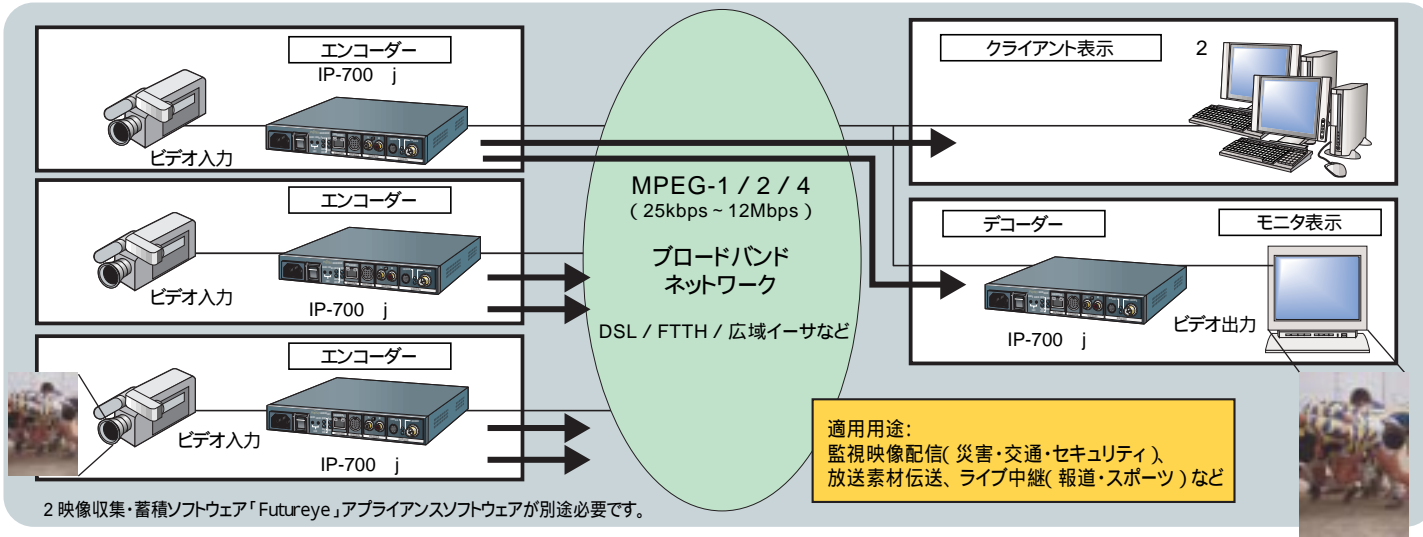 エンコーダー
IP-700 j
ビデオ入力
エンコーダー
IP-700 j
ビデオ入力
エンコーダー
IP-700 j
ビデオ入力
MPEG-1 / 2 / 4
( 25kbps ~ 12Mbps )
ブロードバンド
ネットワーク
DSL / FTTH / 広域イーサなど
クライアント表示 2
デコーダー
モニタ表示
IP-700 j
ビデオ出力
適用用途:
監視映像配信( 災害・交通・セキュリティ )、
放送素材伝送、ライブ中継( 報道・スポーツ ) など
2 映像収集・蓄積ソフトウェア「Futureye」アプライアンスソフトウェアが別途必要です。